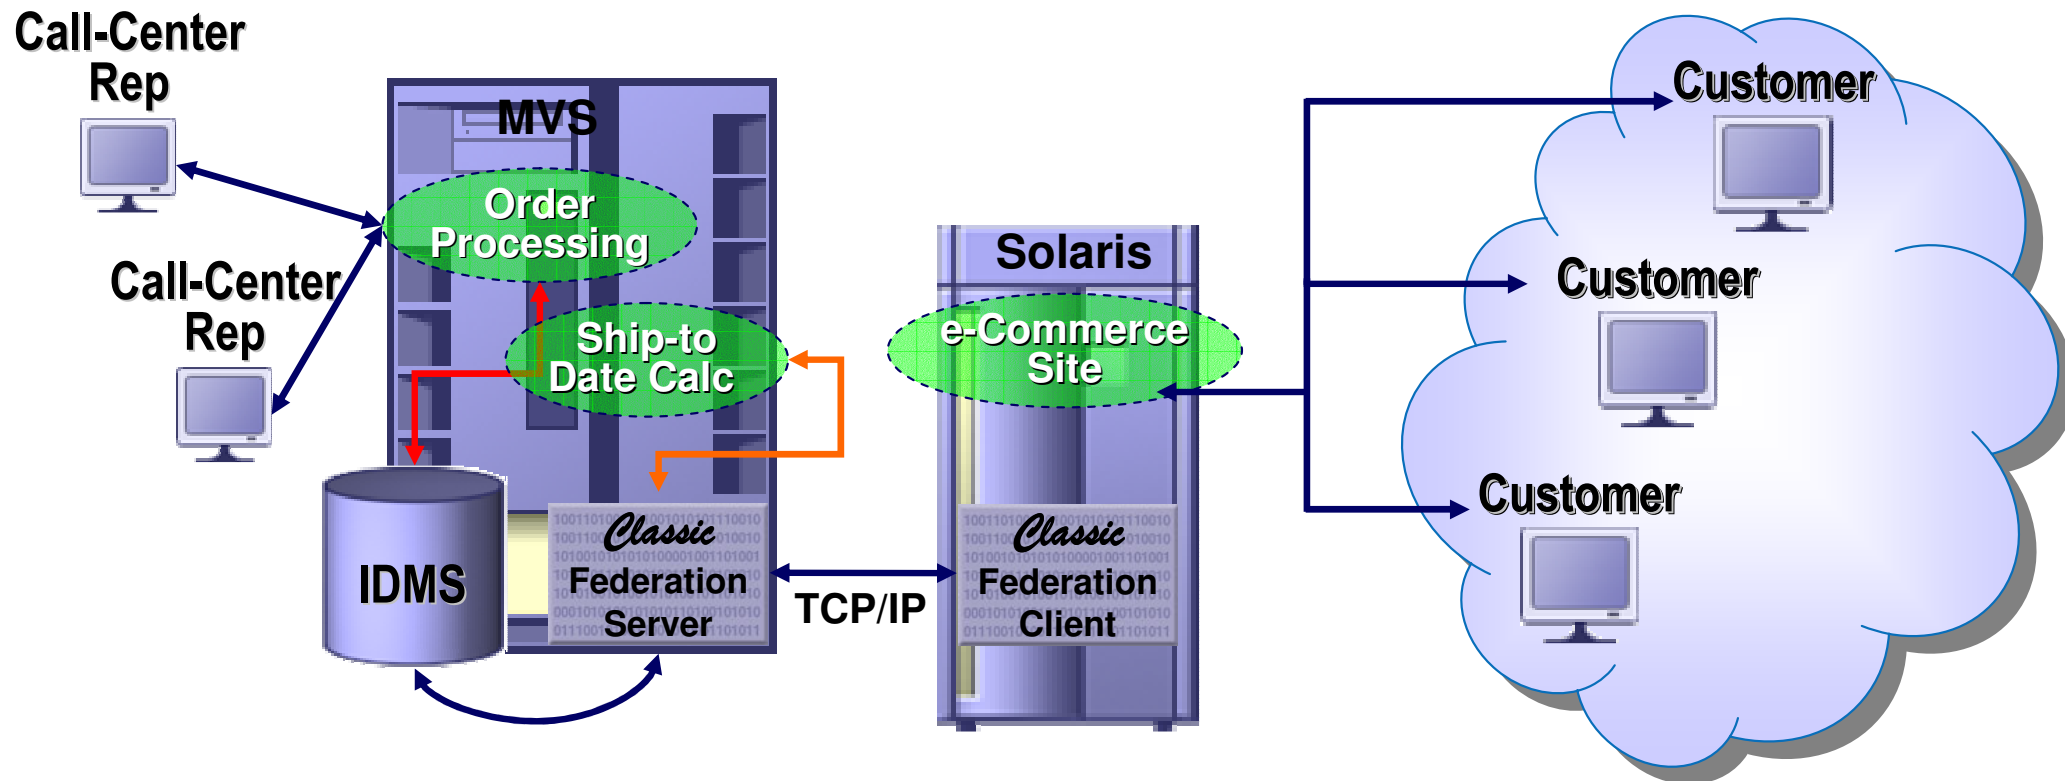 Call-Center
Rep
Call-Center
Rep
MVS
Order
Processing
Ship-to
Date Calc
IDMS
Classic
Federation
Server
TCP/IP
Solaris
e-Commerce
Site
Classic
Federation
Client
Customer
Customer
Customer